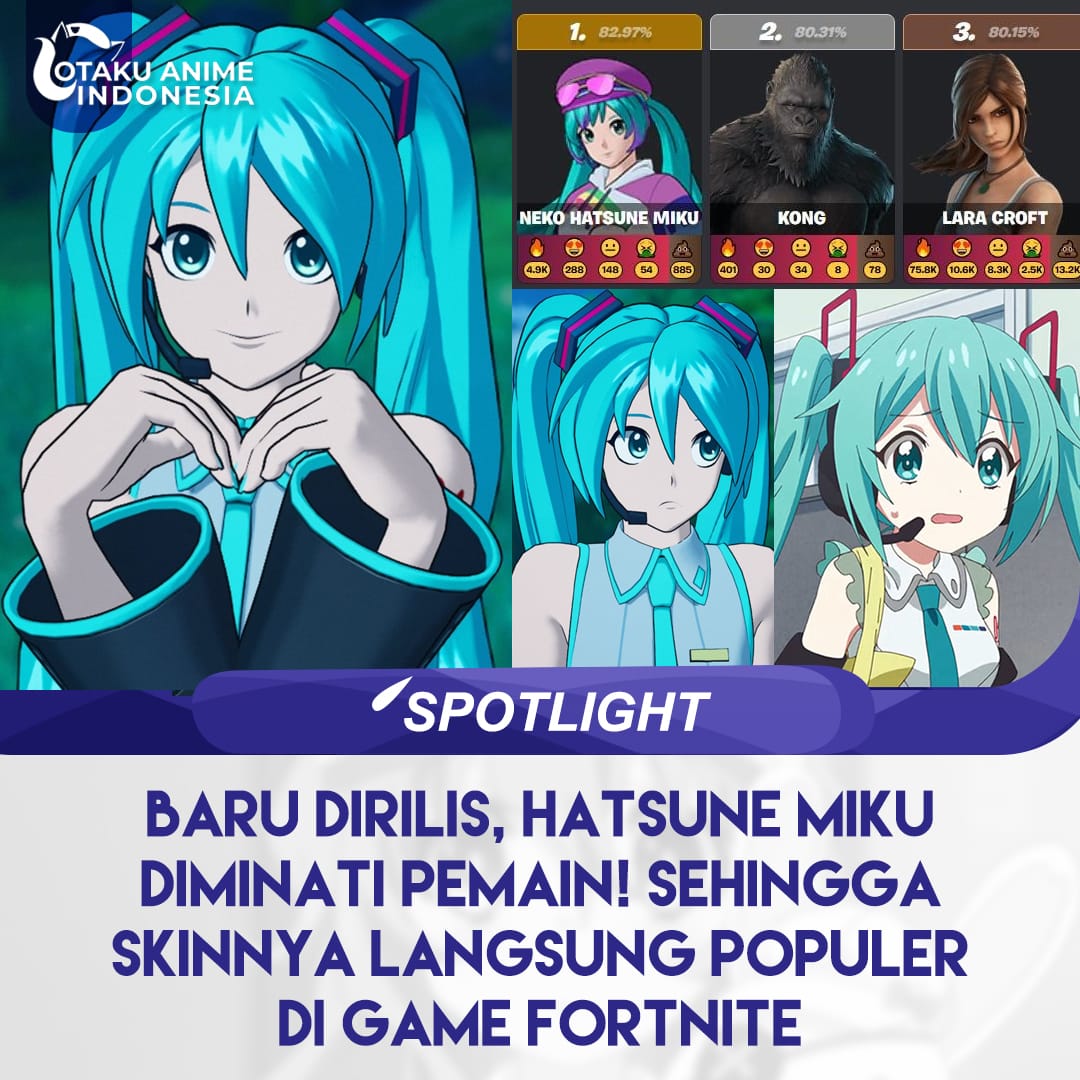 OTAKU ANIME
INDONESIA
1. 82.97%
2. 80.31%
3. 80.15%
NEKO HATSUNE MIKU
KONG
LARA CROFT
4.9K 288 148 54 885
401 30 34 8 78
75.8K 10.6K 8.3K 2.5K 13.2K
SPOTLIGHT
BARU DIRILIS, HATSUNE MIKU
DIMINATI PEMAIN! SEHINGGA
SKINNYA LANGSUNG POPULER
DI GAME FORTNITE